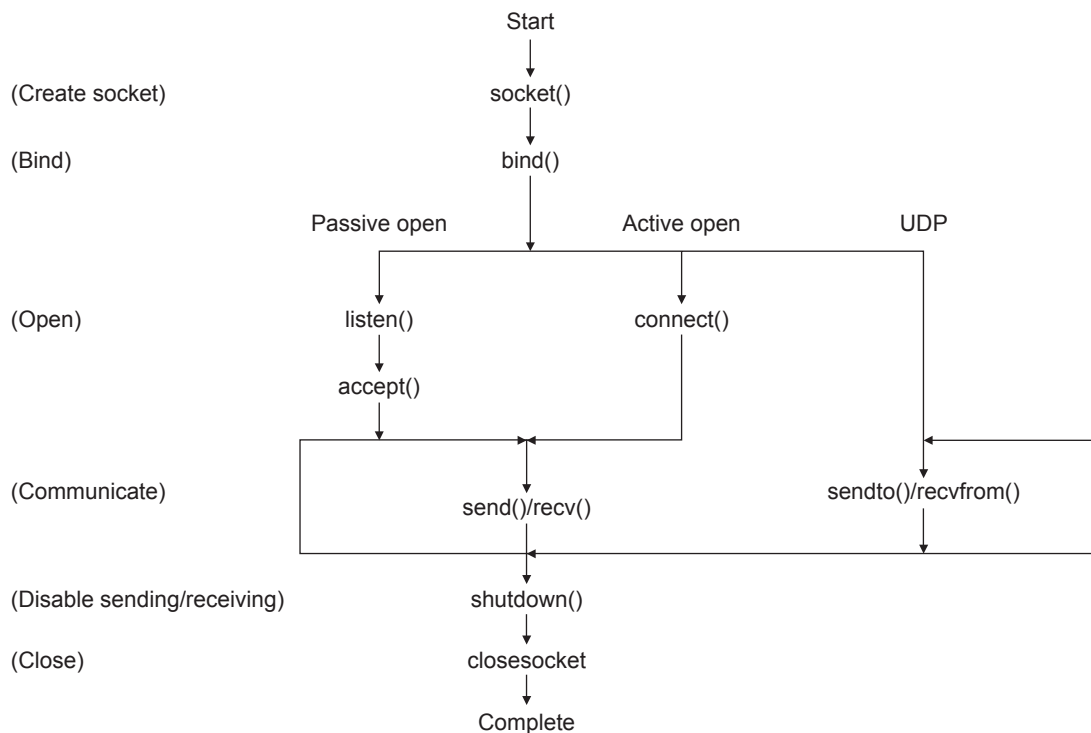 Start
(Create socket) socket()
(Bind) bind()
Passive open Active open UDP
(Open) listen() connect()
accept()
(Communicate) send()/recv() sendto()/recvfrom()
(Disable sending/receiving) shutdown()
(Close) closesocket
Complete